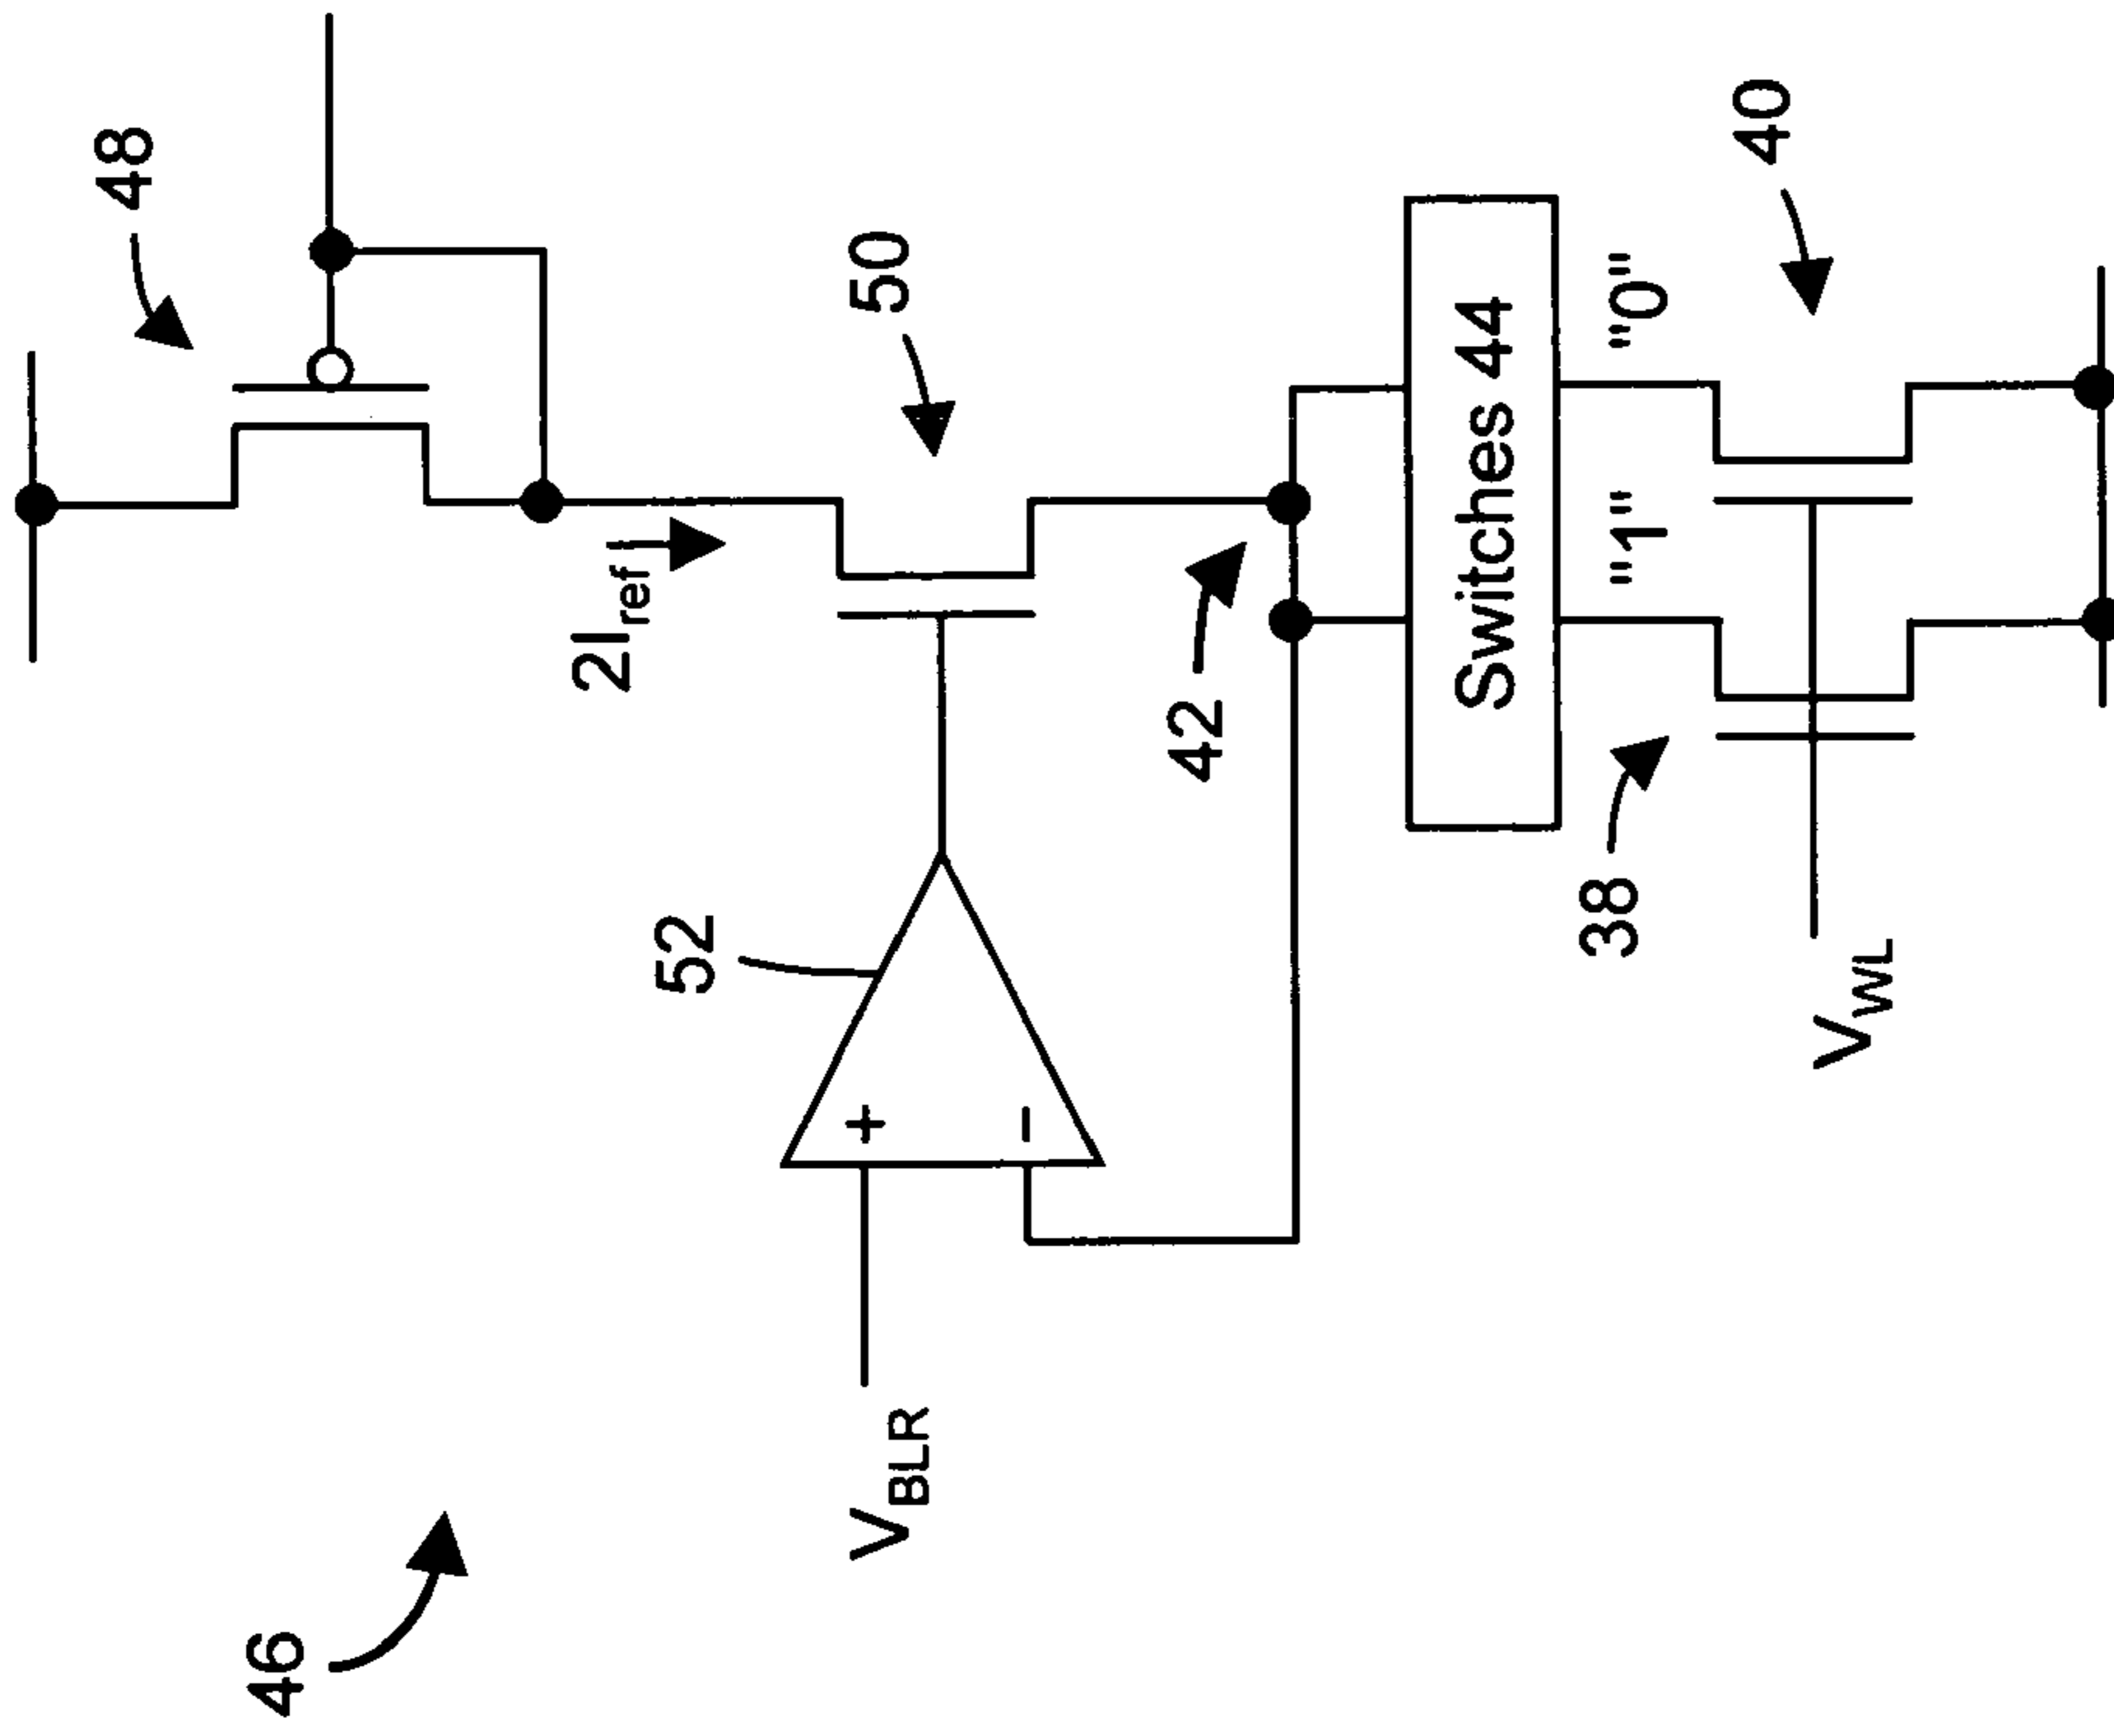 48
50
40
2Iref
42
Switches 44
"1"
"0"
52
38
+
−
VWL
VBLR
46